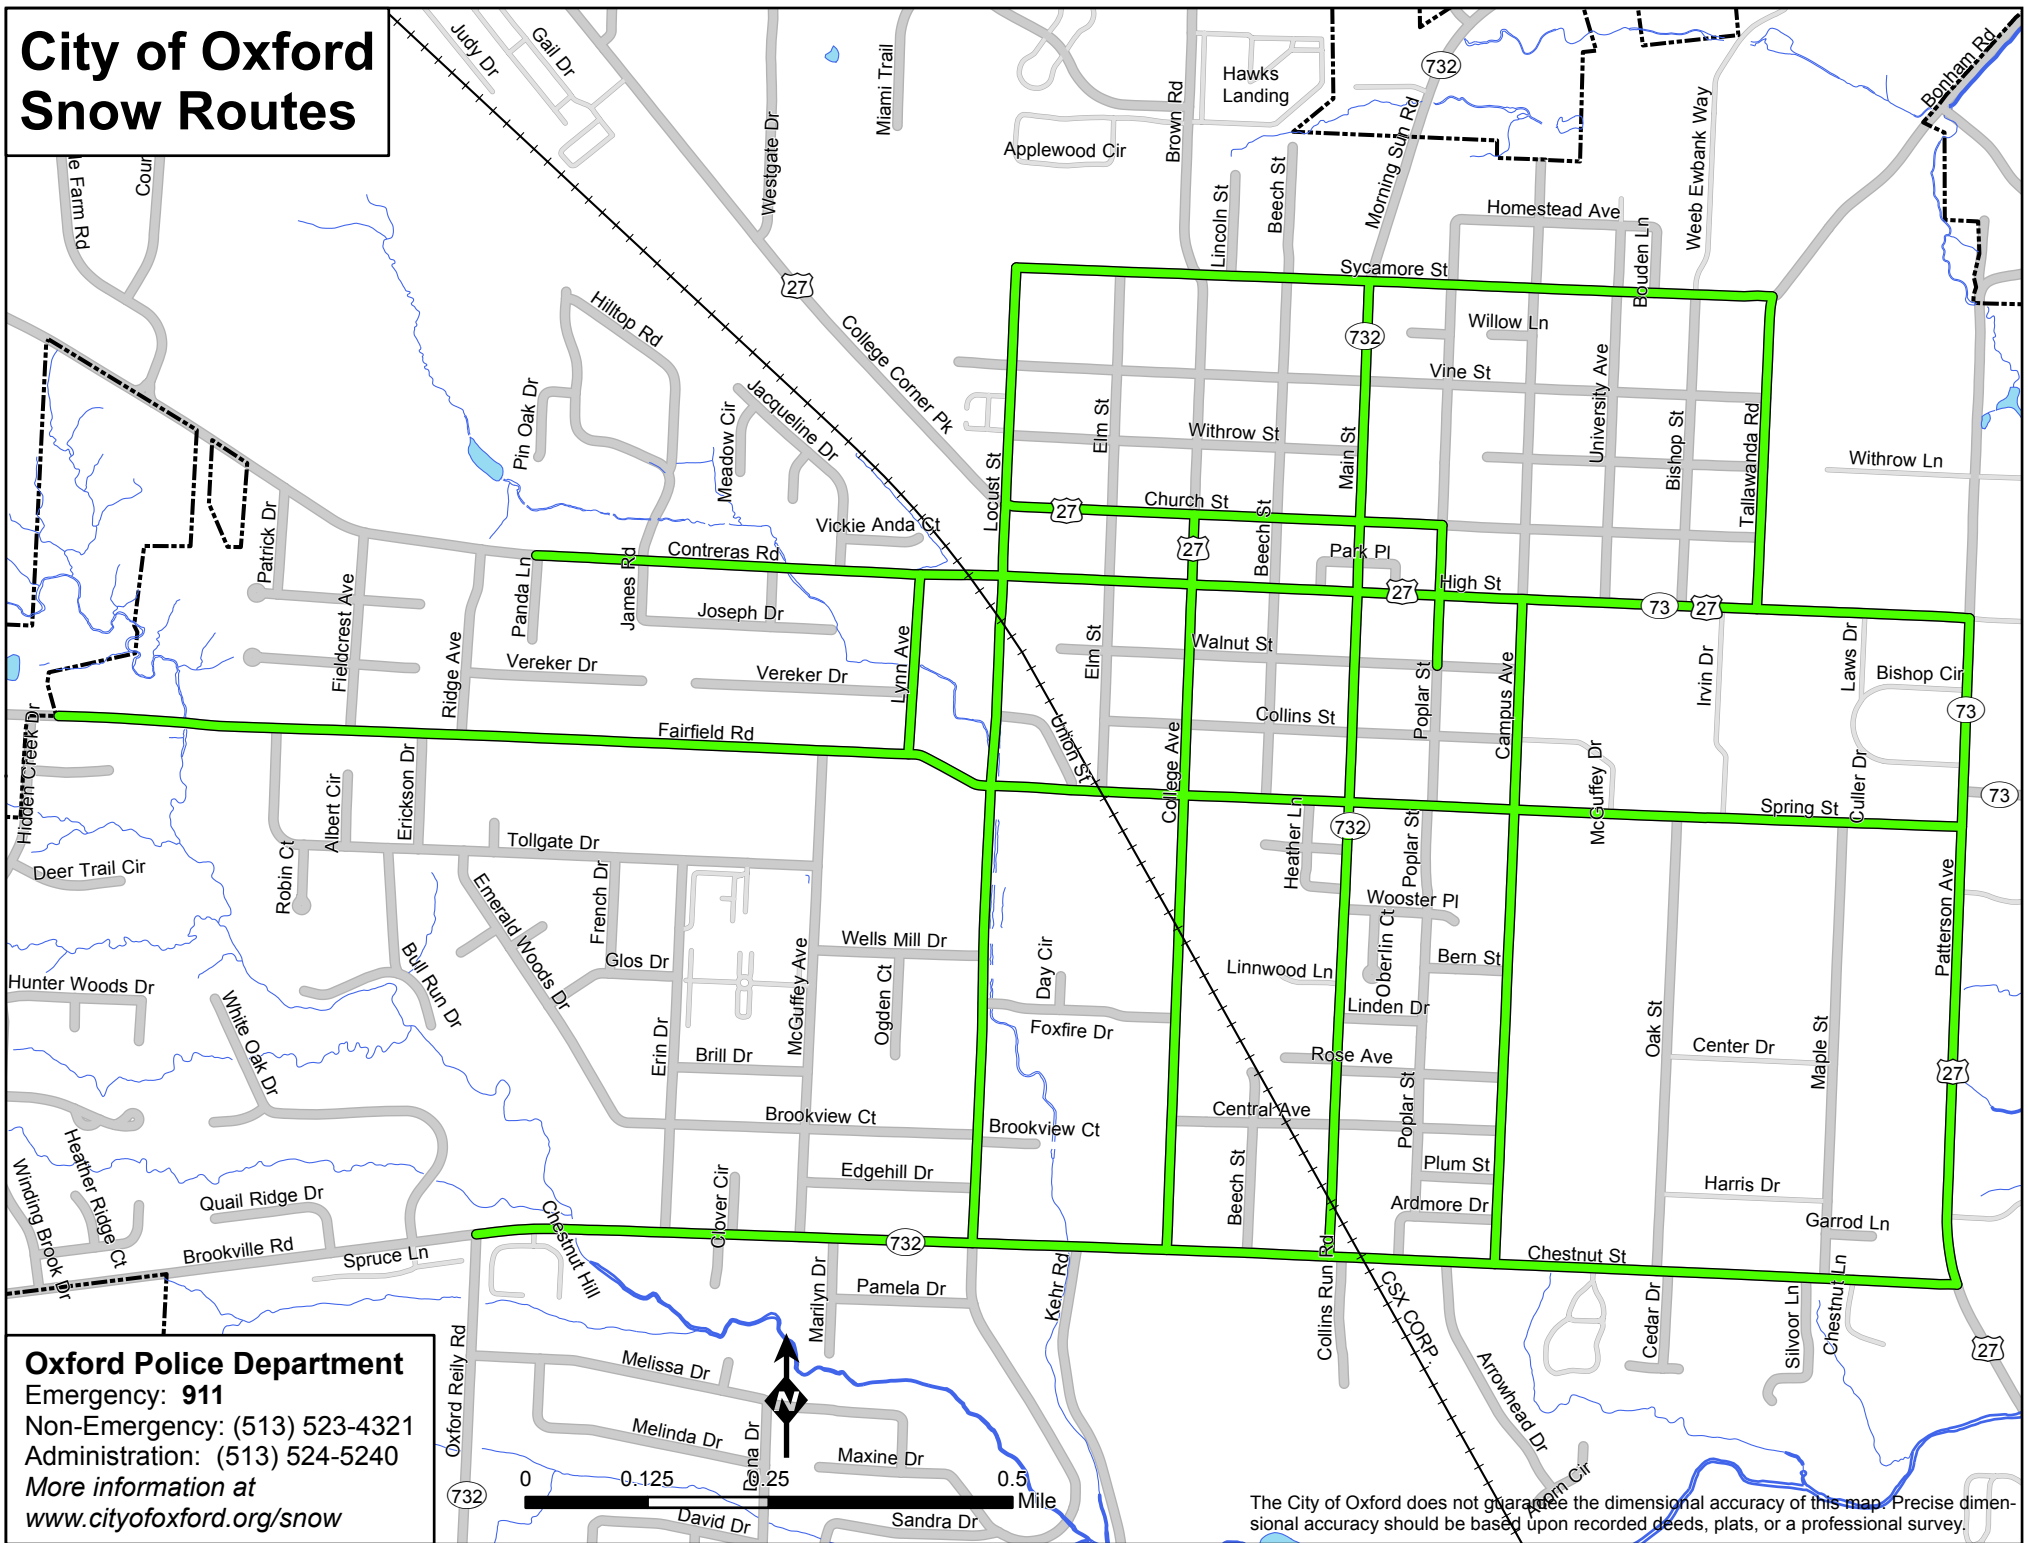 City of Oxford
Snow Routes
Judy Dr
Gail Dr
Westgate Dr
Miami Trail
Applewood Cir
Brown Rd
Hawks
Landing
732
Morning Sun Rd
Weeb Ewbank Way
Bonham Rd
le Farm Rd
Cour
27
Lincoln St
Beech St
Homestead Ave
Bouden Ln
Sycamore St
Hilltop Rd
College Corner Pk
732
Willow Ln
Vine St
Pin Oak Dr
Meadow Cir
Jacqueline Dr
Elm St
Withrow St
Main St
University Ave
Bishop St
Tallawanda Rd
Withrow Ln
Locust St
27
Church St
Beech St
Patrick Dr
Vickie Anda Ct
Contreras Rd
27
Park Pl
27
High St
73
27
Fieldcrest Ave
Ridge Ave
Panda Ln
James Rd
Joseph Dr
Lynn Ave
Vereker Dr
Vereker Dr
Elm St
Walnut St
Poplar St
Campus Ave
Irvin Dr
Laws Dr
Bishop Cir
73
Hidden Creek Dr
Fairfield Rd
Union St
College Ave
Collins St
McGuffey Dr
Culler Dr
73
Spring St
Albert Cir
Erickson Dr
Tollgate Dr
Heather Ln
732
Poplar St
Deer Trail Cir
Robin Ct
Emerald Woods Dr
French Dr
Wooster Pl
Oberlin Ct
Patterson Ave
Glos Dr
Wells Mill Dr
Day Cir
Linnwood Ln
Bern St
Hunter Woods Dr
Bull Run Dr
White Oak Dr
McGuffey Ave
Ogden Ct
Foxfire Dr
Linden Dr
Oak St
Erin Dr
Brill Dr
Rose Ave
Center Dr
Maple St
27
Brookview Ct
Brookview Ct
Central Ave
Poplar St
Heather Ridge Ct
Winding Brook Dr
Quail Ridge Dr
Clover Cir
Edgehill Dr
Beech St
Plum St
Ardmore Dr
Harris Dr
Garrod Ln
Brookville Rd
Spruce Ln
Chestnut Hill
732
Chestnut St
Marilyn Dr
Pamela Dr
Kehr Rd
Collins Run Rd
CSX CORP.
Cedar Dr
Silvoor Ln
Chestnut Ln
27
Oxford Reily Rd
Melissa Dr
N
Arrowhead Dr
Melinda Dr
Dona Dr
Maxine Dr
Acorn Cir
732
David Dr
Sandra Dr
0 0.125 0.25 0.5
Mile
Oxford Police Department
Emergency: 911
Non-Emergency: (513) 523-4321
Administration: (513) 524-5240
More information at
www.cityofoxford.org/snow
The City of Oxford does not guarantee the dimensional accuracy of this map. Precise dimen-
sional accuracy should be based upon recorded deeds, plats, or a professional survey.